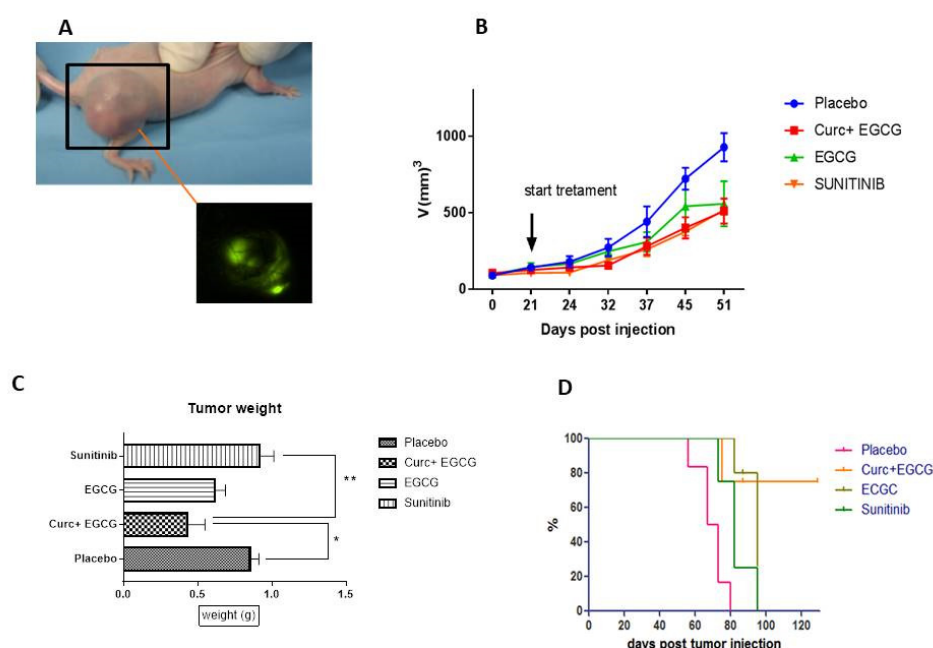 A
B
V(mm)³
1000
500
0
start tretament
0 21 24 32 37 45 51
Days post injection
Placebo
Curc+ EGCG
EGCG
SUNITINIB
C
Tumor weight
Sunitinib
EGCG
Curc+ EGCG
Placebo
**
*
0.0 0.5 1.0 1.5
weight (g)
Placebo
Curc+ EGCG
EGCG
Sunitinib
D
%
100
80
60
40
20
0
0 20 40 60 80 100 120
days post tumor injection
Placebo
Curc+EGCG
ECGC
Sunitinib